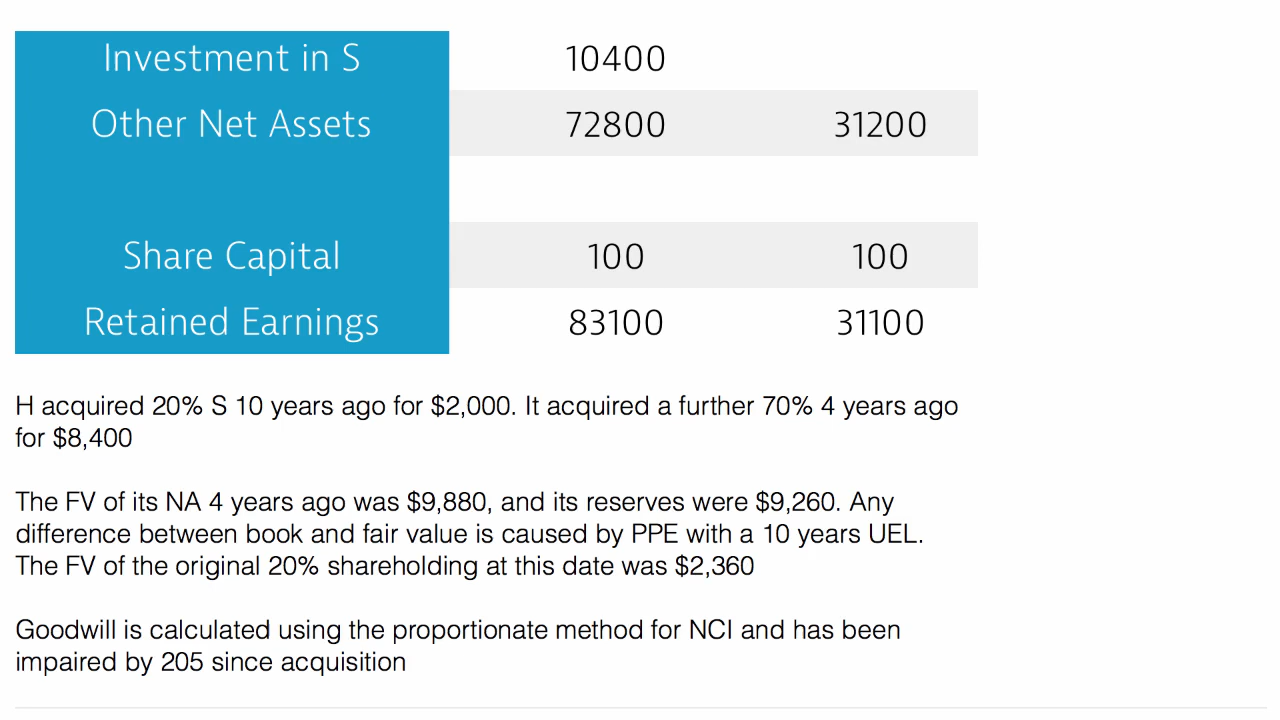 Investment in S 10400
Other Net Assets 72800 31200
Share Capital 100 100
Retained Earnings 83100 31100
H acquired 20% S 10 years ago for $2,000. It acquired a further 70% 4 years ago
for $8,400
The FV of its NA 4 years ago was $9,880, and its reserves were $9,260. Any
difference between book and fair value is caused by PPE with a 10 years UEL.
The FV of the original 20% shareholding at this date was $2,360
Goodwill is calculated using the proportionate method for NCI and has been
impaired by 205 since acquisition